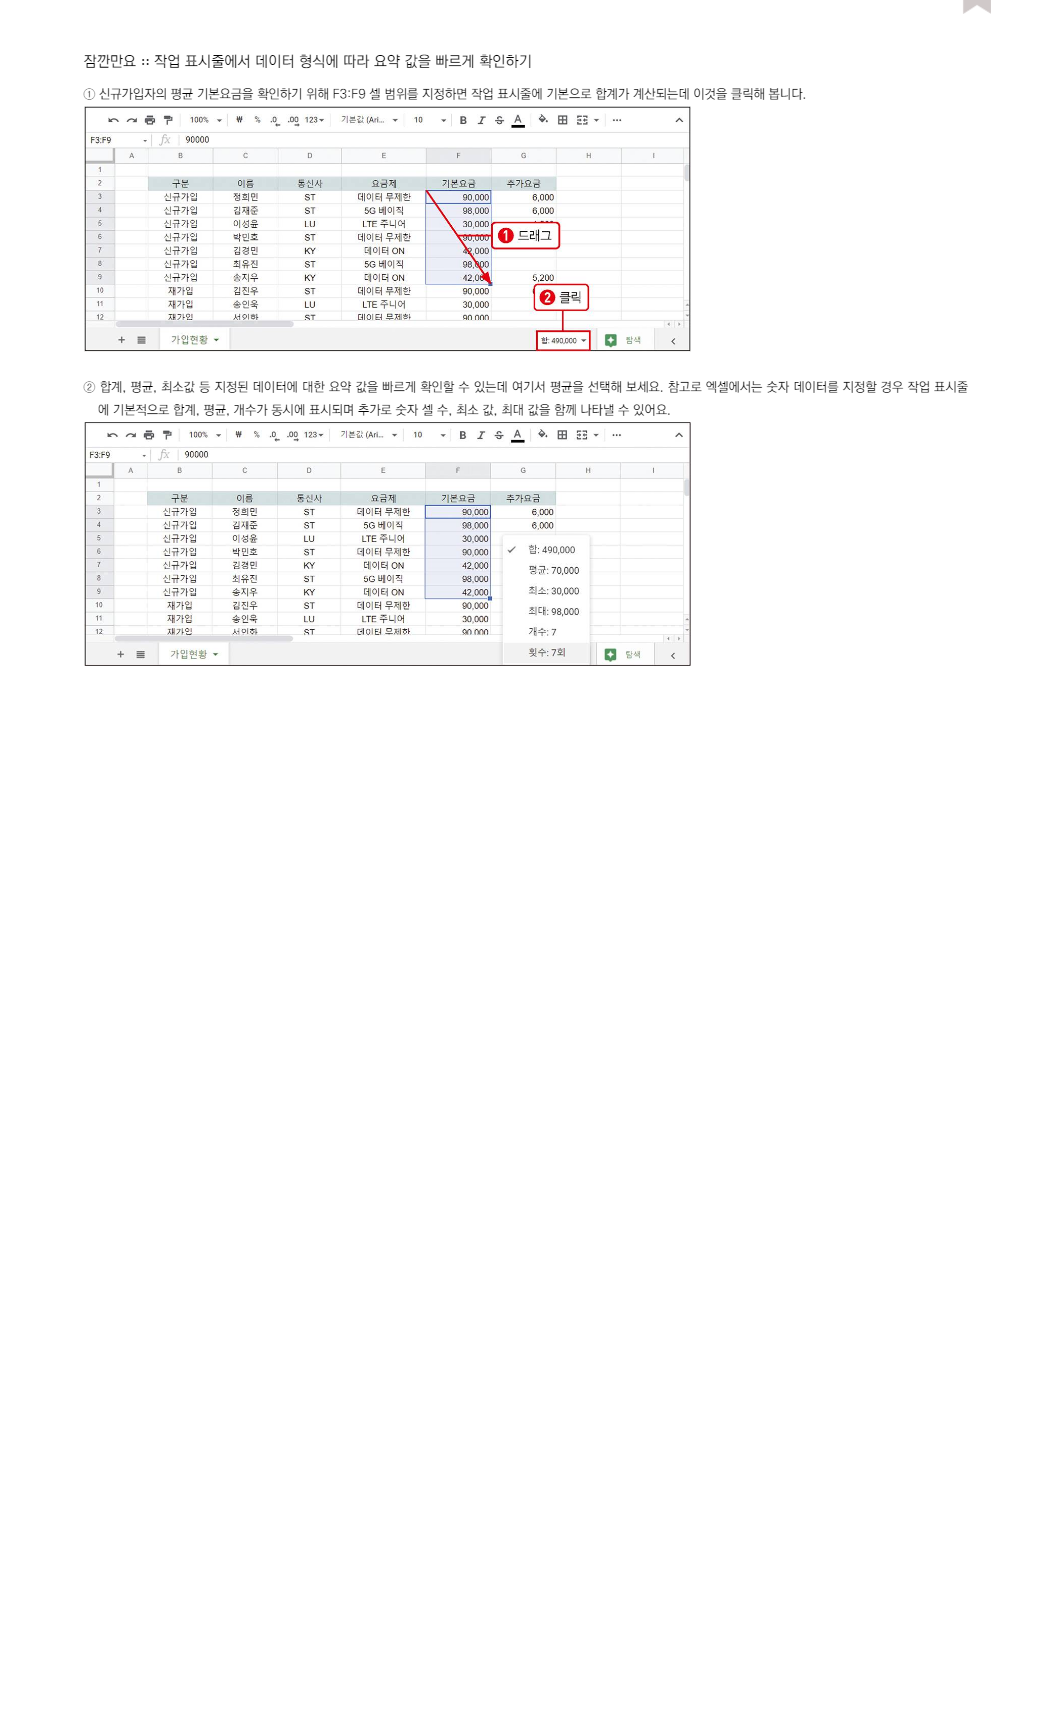 잠깐만요 :: 작업 표시줄에서 데이터 형식에 따라 요약 값을 빠르게 확인하기
① 신규가입자의 평균 기본요금을 확인하기 위해 F3:F9 셀 범위를 지정하면 작업 표시줄에 기본으로 합계가 계산되는데 이것을 클릭해 봅니다.
100% ₩ % .0 .00 123 기본값 (Ari... 10 B I S A ...
F3:F9 fx 90000
A B C D E F G H I
1
2 구분 이름 통신사 요금제 기본요금 추가요금
3 신규가입 정희민 ST 데이터 무제한 90,000 6,000
4 신규가입 김재준 ST 5G 베이직 98,000 6,000
5 신규가입 이성윤 LU LTE 주니어 30,000
6 신규가입 박민호 ST 데이터 무제한 90,000
❶ 드래그
7 신규가입 김경민 KY 데이터 ON 42,000
8 신규가입 최유진 ST 5G 베이직 98,000
9 신규가입 송지우 KY 데이터 ON 42,000 5,200
10 재가입 김진우 ST 데이터 무제한 90,000
❷ 클릭
11 재가입 송인욱 LU LTE 주니어 30,000
12 재가입 서인화 ST 데이터 무제한 90,000
+ 가입현황 합: 490,000 탐색
② 합계, 평균, 최소값 등 지정된 데이터에 대한 요약 값을 빠르게 확인할 수 있는데 여기서 평균을 선택해 보세요. 참고로 엑셀에서는 숫자 데이터를 지정할 경우 작업 표시줄
에 기본적으로 합계, 평균, 개수가 동시에 표시되며 추가로 숫자 셀 수, 최소 값, 최대 값을 함께 나타낼 수 있어요.
100% ₩ % .0 .00 123 기본값 (Ari... 10 B I S A ...
F3:F9 fx 90000
A B C D E F G H I
1
2 구분 이름 통신사 요금제 기본요금 추가요금
3 신규가입 정희민 ST 데이터 무제한 90,000 6,000
4 신규가입 김재준 ST 5G 베이직 98,000 6,000
5 신규가입 이성윤 LU LTE 주니어 30,000
6 신규가입 박민호 ST 데이터 무제한 90,000
7 신규가입 김경민 KY 데이터 ON 42,000
8 신규가입 최유진 ST 5G 베이직 98,000
9 신규가입 송지우 KY 데이터 ON 42,000
10 재가입 김진우 ST 데이터 무제한 90,000
11 재가입 송인욱 LU LTE 주니어 30,000
12 재가입 서인화 ST 데이터 무제한 90,000
✓ 합: 490,000
평균: 70,000
최소: 30,000
최대: 98,000
개수: 7
횟수: 7회
+ 가입현황 탐색